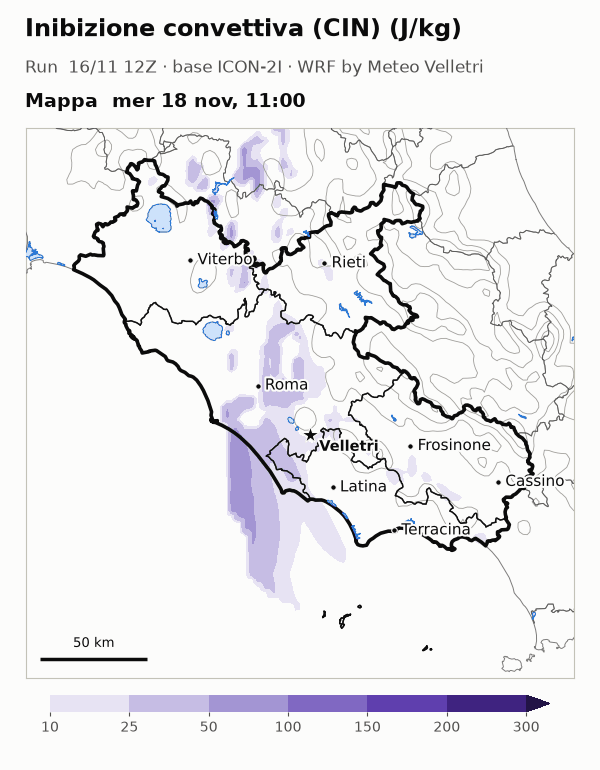 Inibizione convettiva (CIN) (J/kg)
Run  16/11 12Z · base ICON-2I · WRF by Meteo Velletri
Mappa  mer 18 nov, 11:00
Viterbo
Rieti
Roma
Velletri
Frosinone
Latina
Cassino
Terracina
50 km
10 25 50 100 150 200 300